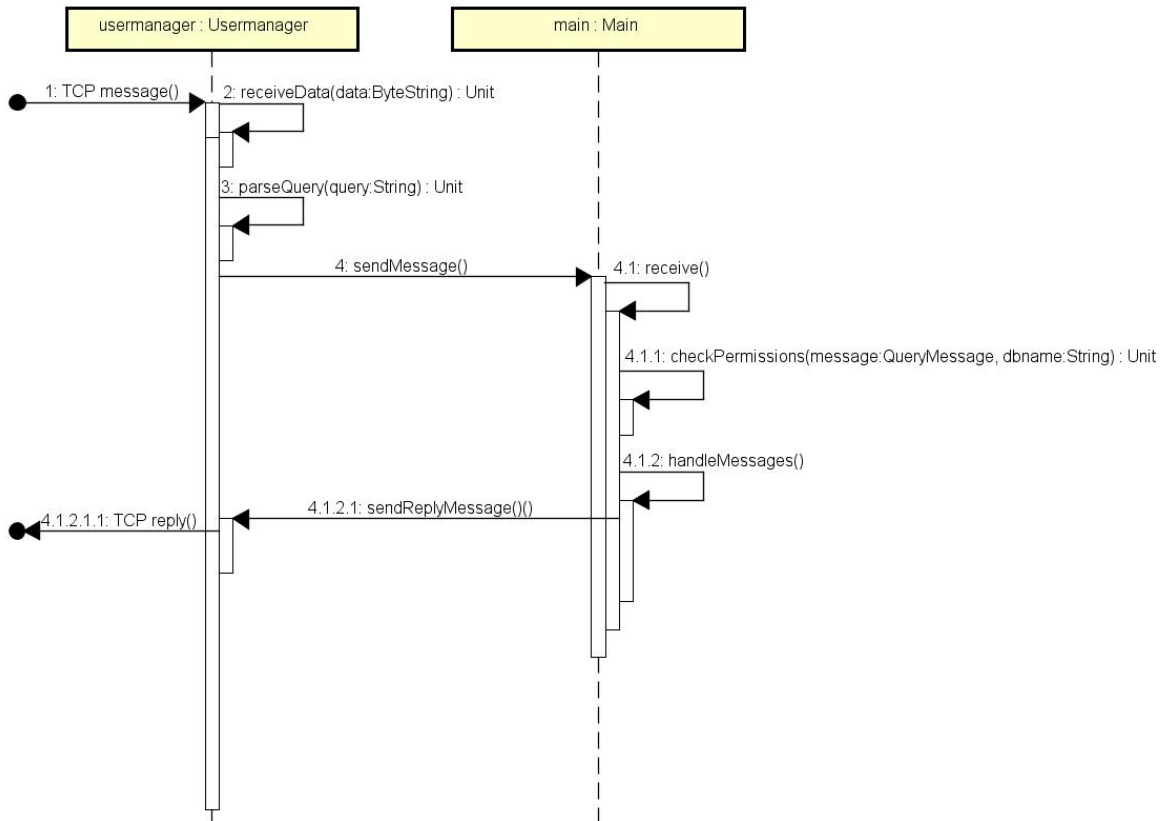 usermanager : Usermanager
main : Main
1: TCP message()
2: receiveData(data:ByteString) : Unit
3: parseQuery(query:String) : Unit
4: sendMessage()
4.1: receive()
4.1.1: checkPermissions(message:QueryMessage, dbname:String) : Unit
4.1.2: handleMessages()
4.1.2.1: sendReplyMessage()()
4.1.2.1.1: TCP reply()